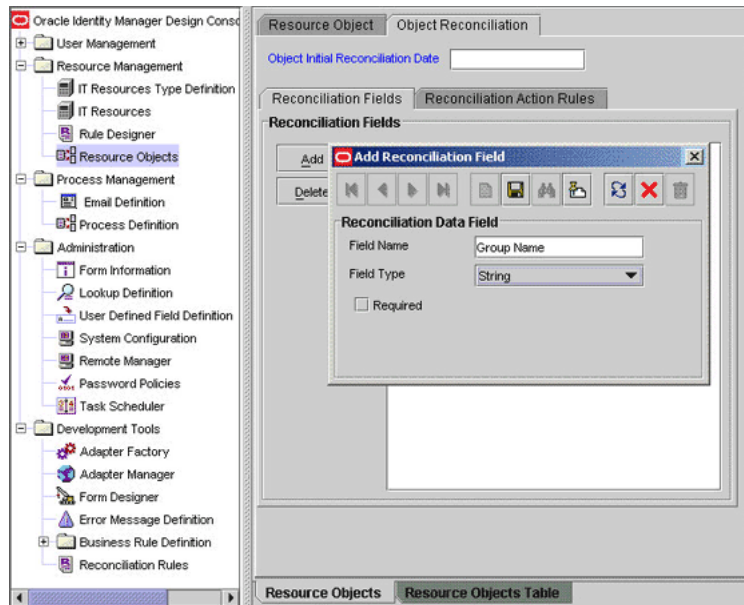 Oracle Identity Manager Design Conso
User Management
Resource Management
IT Resources Type Definition
IT Resources
Rule Designer
Resource Objects
Process Management
Email Definition
Process Definition
Administration
Form Information
Lookup Definition
User Defined Field Definition
System Configuration
Remote Manager
Password Policies
Task Scheduler
Development Tools
Adapter Factory
Adapter Manager
Form Designer
Error Message Definition
Business Rule Definition
Reconciliation Rules
Resource Object Object Reconciliation
Object Initial Reconciliation Date
Reconciliation Fields Reconciliation Action Rules
Reconciliation Fields
Add
Delete
Add Reconciliation Field
Reconciliation Data Field
Field Name Group Name
Field Type String
Required
Resource Objects Resource Objects Table